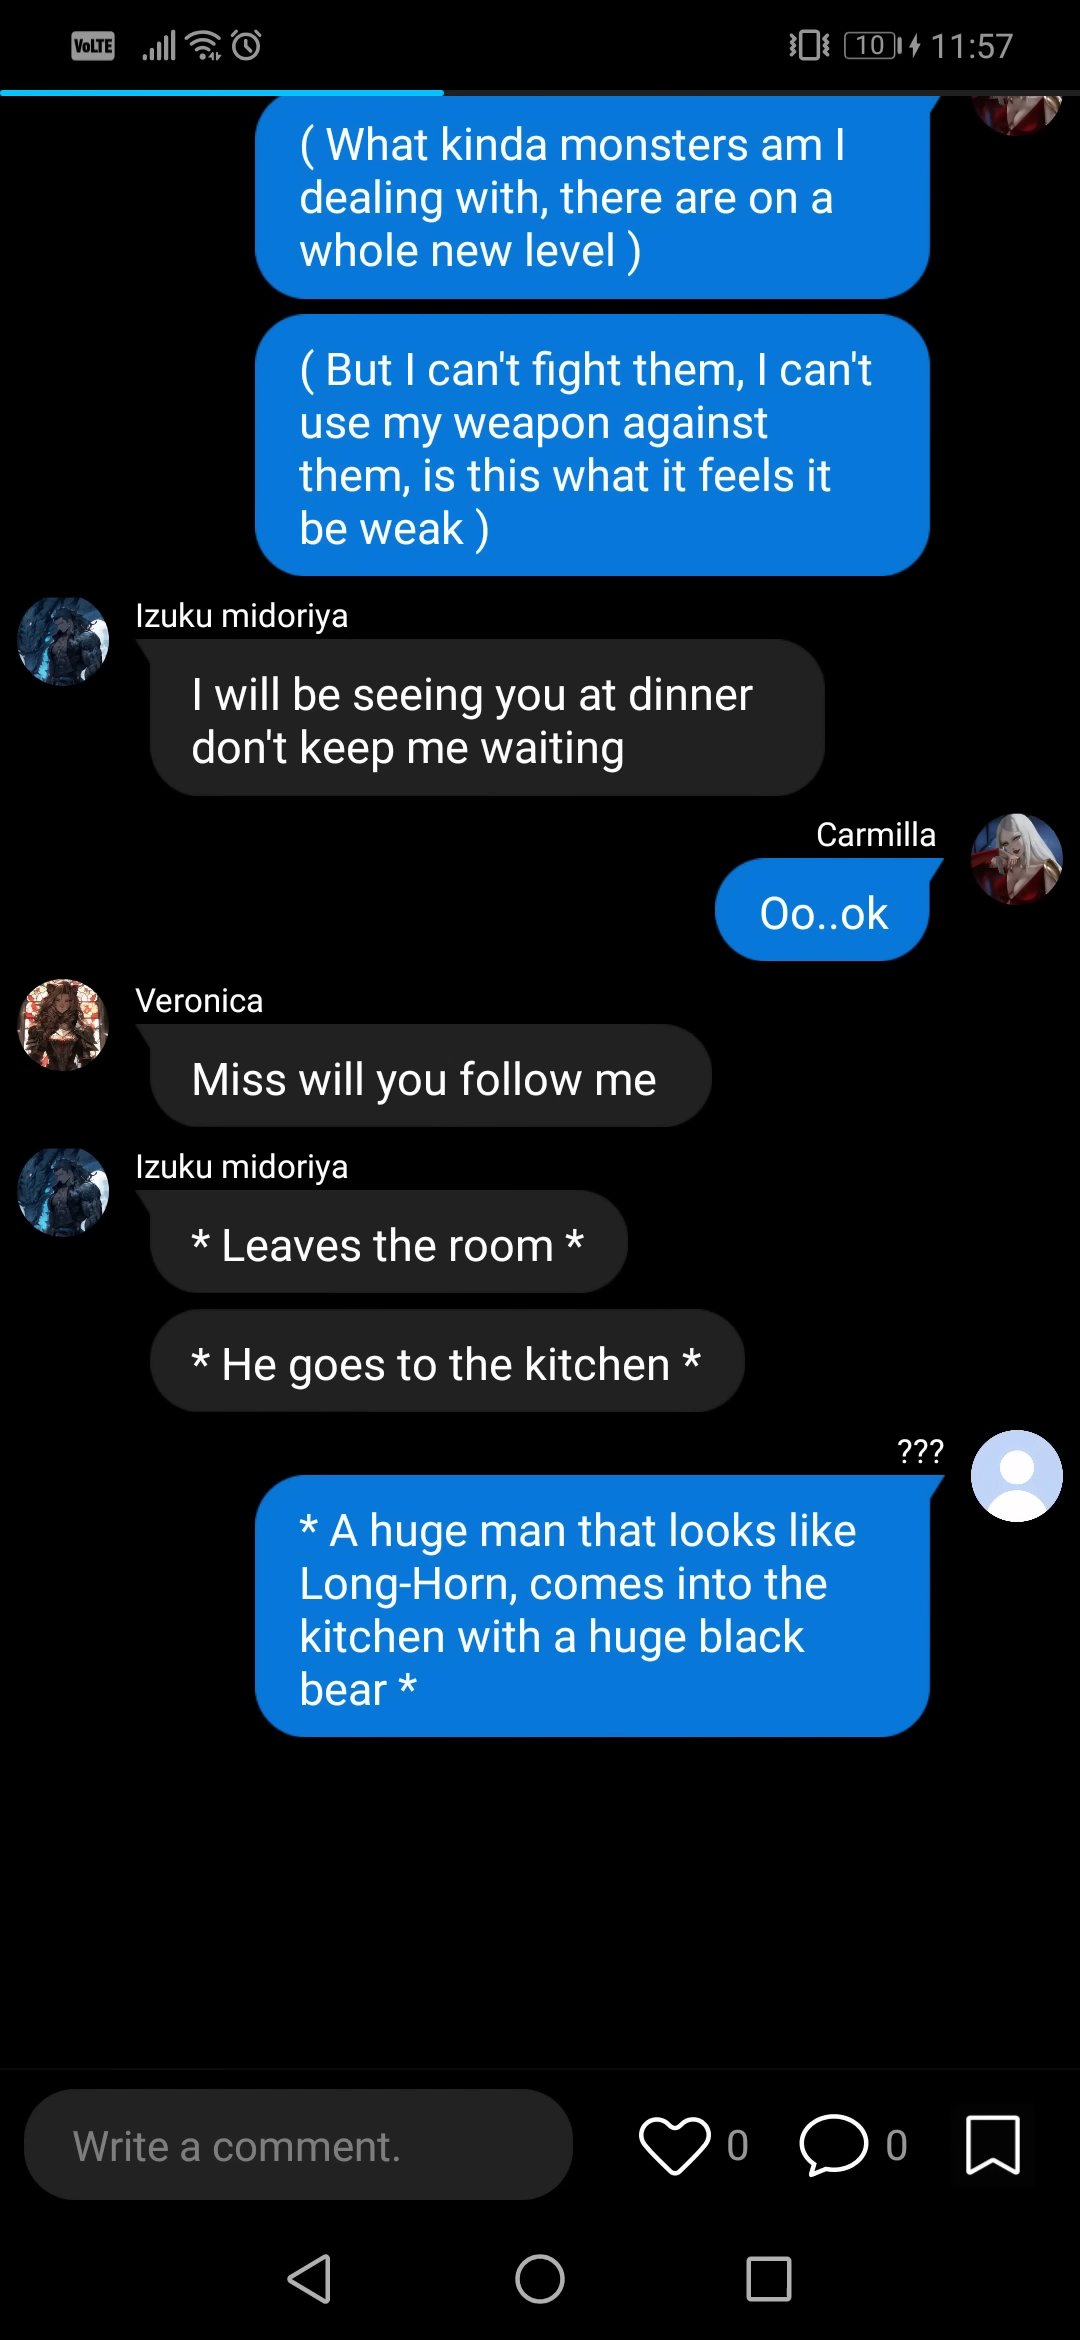 VoLTE 10 11:57
( What kinda monsters am I
dealing with, there are on a
whole new level )
( But I can't fight them, I can't
use my weapon against
them, is this what it feels it
be weak )
Izuku midoriya
I will be seeing you at dinner
don't keep me waiting
Carmilla
Oo..ok
Veronica
Miss will you follow me
Izuku midoriya
* Leaves the room *
* He goes to the kitchen *
???
* A huge man that looks like
Long-Horn, comes into the
kitchen with a huge black
bear *
Write a comment. 0 0